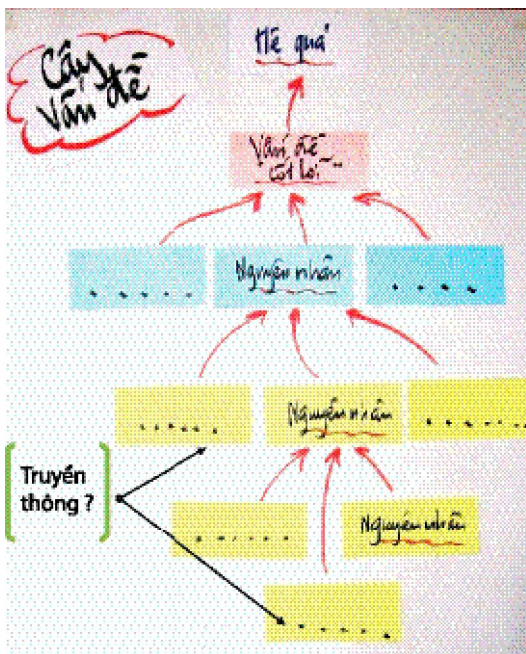 Cây
Vấn đề
Hệ quả
Vấn đề
cốt lõi
. . . . . .
Nguyên nhân
. . . .
. . . . . .
Nguyên nhân
. . . . . .
Truyền
thông ?
. . . . . .
Nguyên nhân
. . . . . .